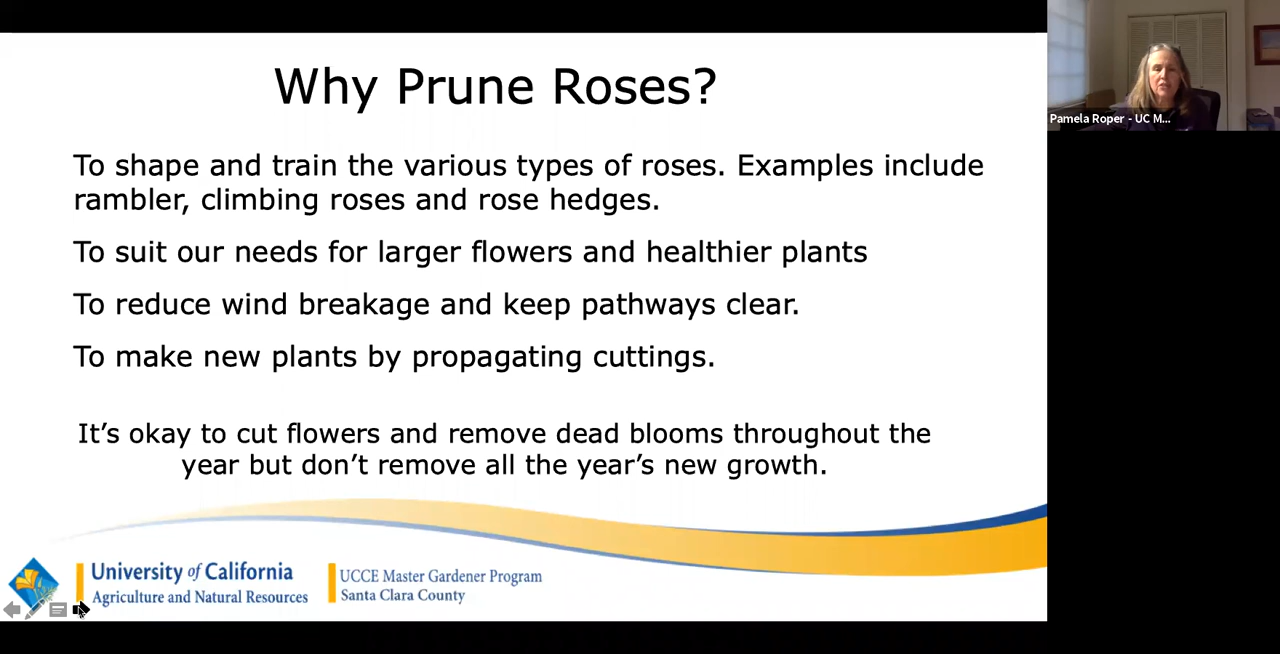 Why Prune Roses?
To shape and train the various types of roses. Examples include
rambler, climbing roses and rose hedges.
To suit our needs for larger flowers and healthier plants
To reduce wind breakage and keep pathways clear.
To make new plants by propagating cuttings.
It’s okay to cut flowers and remove dead blooms throughout the
year but don’t remove all the year’s new growth.
University of California
Agriculture and Natural Resources
UCCE Master Gardener Program
Santa Clara County
Pamela Roper - UC M...